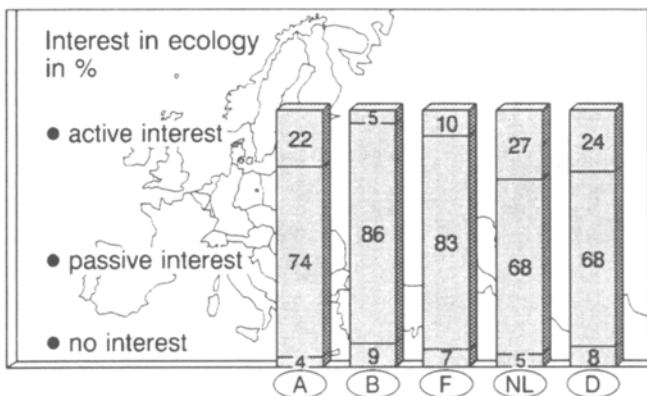 Interest in ecology
in %
5
10
• active interest
22
27
24
86
83
74
68
68
• passive interest
• no interest
4
9
7
5
8
A
B
F
NL
D